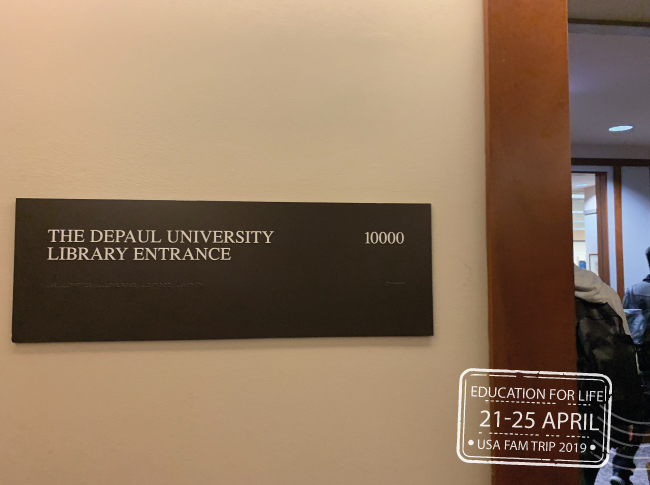 THE DEPAUL UNIVERSITY 10000
LIBRARY ENTRANCE
EDUCATION FOR LIFE
21-25 APRIL
USA FAM TRIP 2019